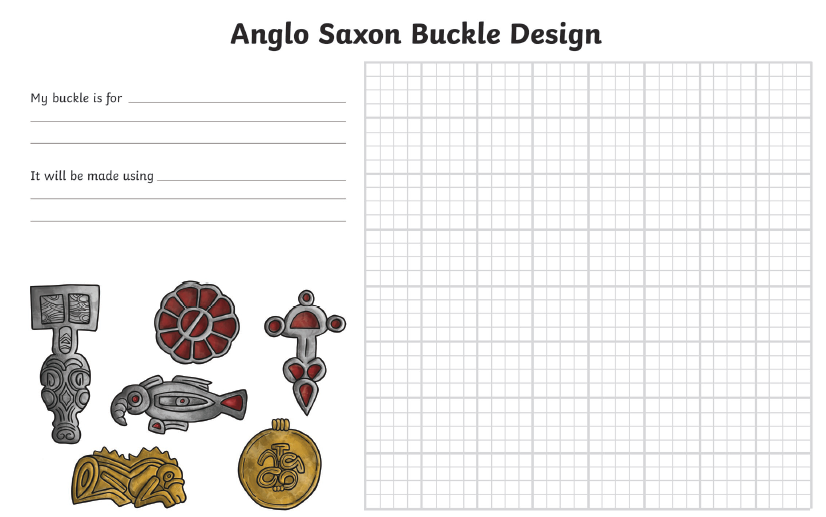 Anglo Saxon Buckle Design
My buckle is for
It will be made using